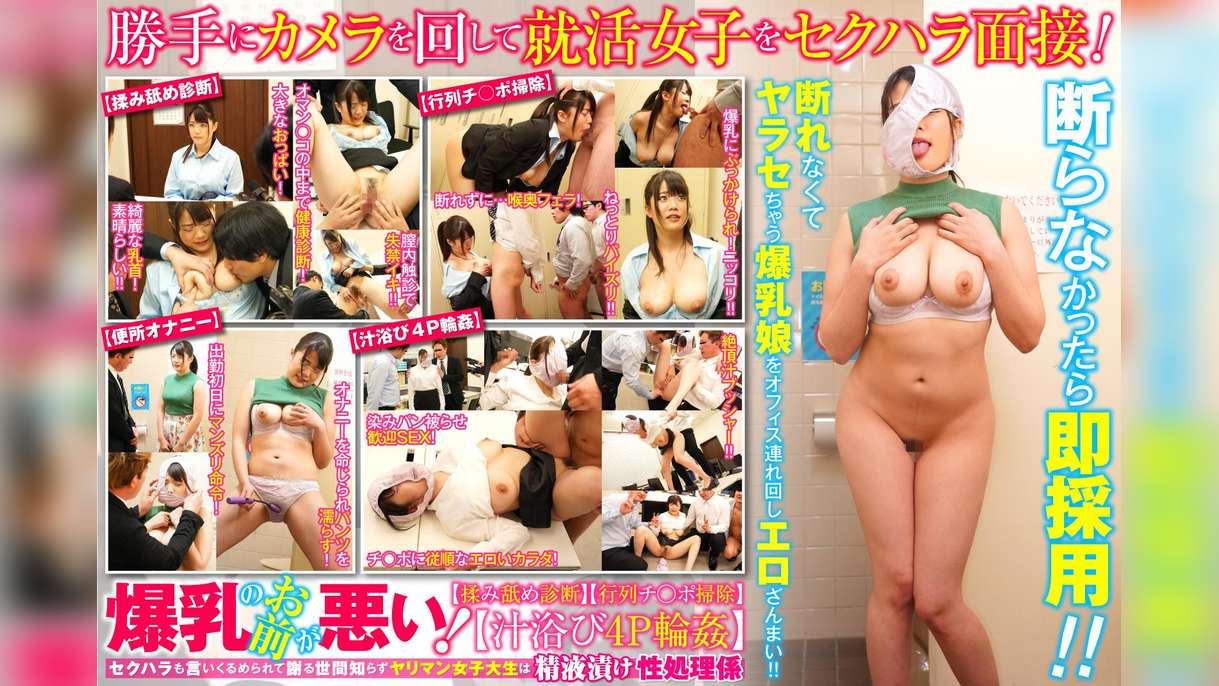 勝手にカメラを回して就活女子をセクハラ面接!
断らなかったら即採用!!
断れなくて
ヤラセちゃう爆乳娘をオフィス連れ回しエロざんまい!!
【揉み舐め診断】
オマン○コの中まで健康診断!
大きなおっぱい!
綺麗な乳首!
素晴らしい!!
膣内触診で
失禁イキ!!
【行列チ○ポ掃除】
断れずに…喉奥フェラ!
爆乳にぶっかけられ!ニッコリ!!
ねっとりパイズリ!!
【便所オナニー】
出勤初日にマンズリ命令!
オナニーを命じられパンツを
濡らす!
【汁浴び4P輪姦】
染みパン被らせ
歓迎SEX!
絶頂汁ブッシャー!!
チ○ポに従順なエロいカラダ!
爆乳のお前が悪い!
【揉み舐め診断】【行列チ○ポ掃除】
【汁浴び4P輪姦】
セクハラも言いくるめられて謝る世間知らずヤリマン女子大生は精液漬け性処理係